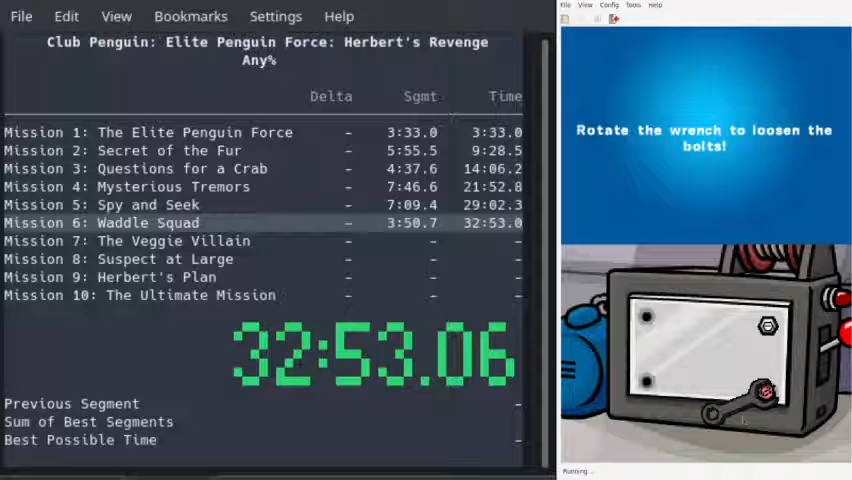 File Edit View Bookmarks Settings Help
Club Penguin: Elite Penguin Force: Herbert's Revenge
Any%
Delta Sgmt Time
Mission 1: The Elite Penguin Force – 3:33.0 3:33.0
Mission 2: Secret of the Fur – 5:55.5 9:28.5
Mission 3: Questions for a Crab – 4:37.6 14:06.2
Mission 4: Mysterious Tremors – 7:46.6 21:52.8
Mission 5: Spy and Seek – 7:09.4 29:02.3
Mission 6: Waddle Squad – 3:50.7 32:53.0
Mission 7: The Veggie Villain – – –
Mission 8: Suspect at Large – – –
Mission 9: Herbert's Plan – – –
Mission 10: The Ultimate Mission – – –
32:53.06
Previous Segment –
Sum of Best Segments –
Best Possible Time –
File View Config Tools Help
Rotate the wrench to loosen the
bolts!
Running...